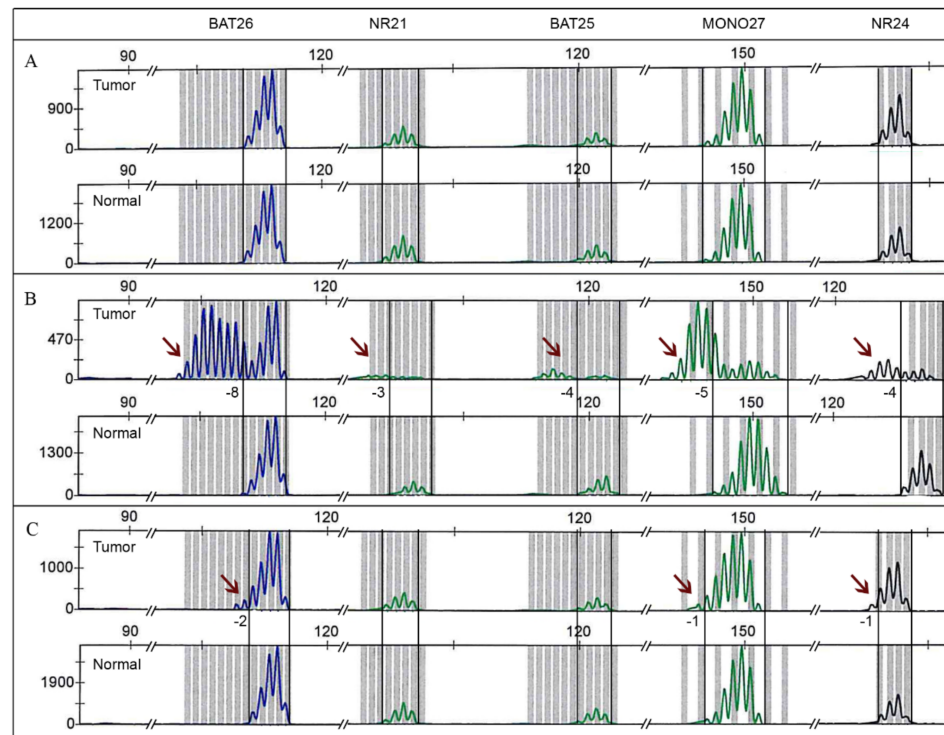 BAT26 NR21 BAT25 MONO27 NR24
A
90 120 120 150
Tumor
900
0
90 120 120 150
Normal
1200
0
B
90 120 120 150 120
Tumor
470
0
-8 -3 -4 -5 -4
90 120 120 150 120
Normal
1300
0
C
90 120 120 150
Tumor
1000
0
-2 -1 -1
90 120 120 150
Normal
1900
0